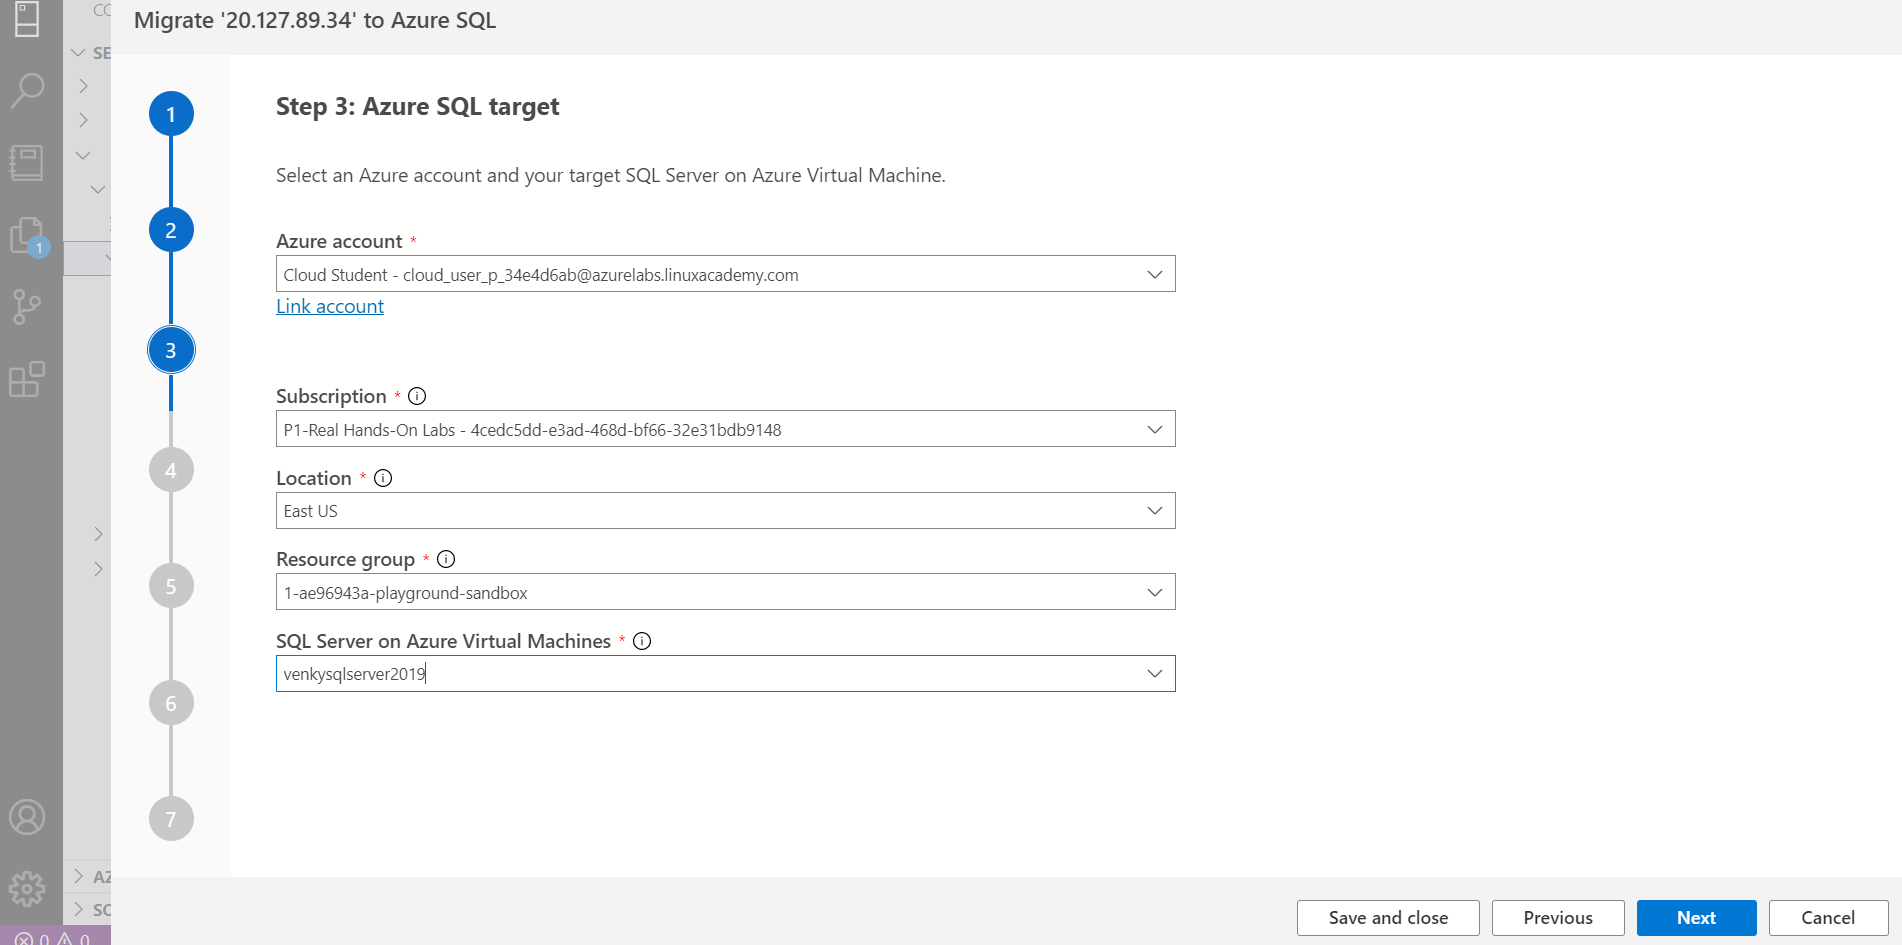 Migrate '20.127.89.34' to Azure SQL
Step 3: Azure SQL target
Select an Azure account and your target SQL Server on Azure Virtual Machine.
Azure account *
Cloud Student - cloud_user_p_34e4d6ab@azurelabs.linuxacademy.com
Link account
Subscription *
P1-Real Hands-On Labs - 4cedc5dd-e3ad-468d-bf66-32e31bdb9148
Location *
East US
Resource group *
1-ae96943a-playground-sandbox
SQL Server on Azure Virtual Machines *
venkysqlserver2019
1
2
3
4
5
6
7
1
CO
SE
AZ
SC
0 0
Save and close
Previous
Next
Cancel